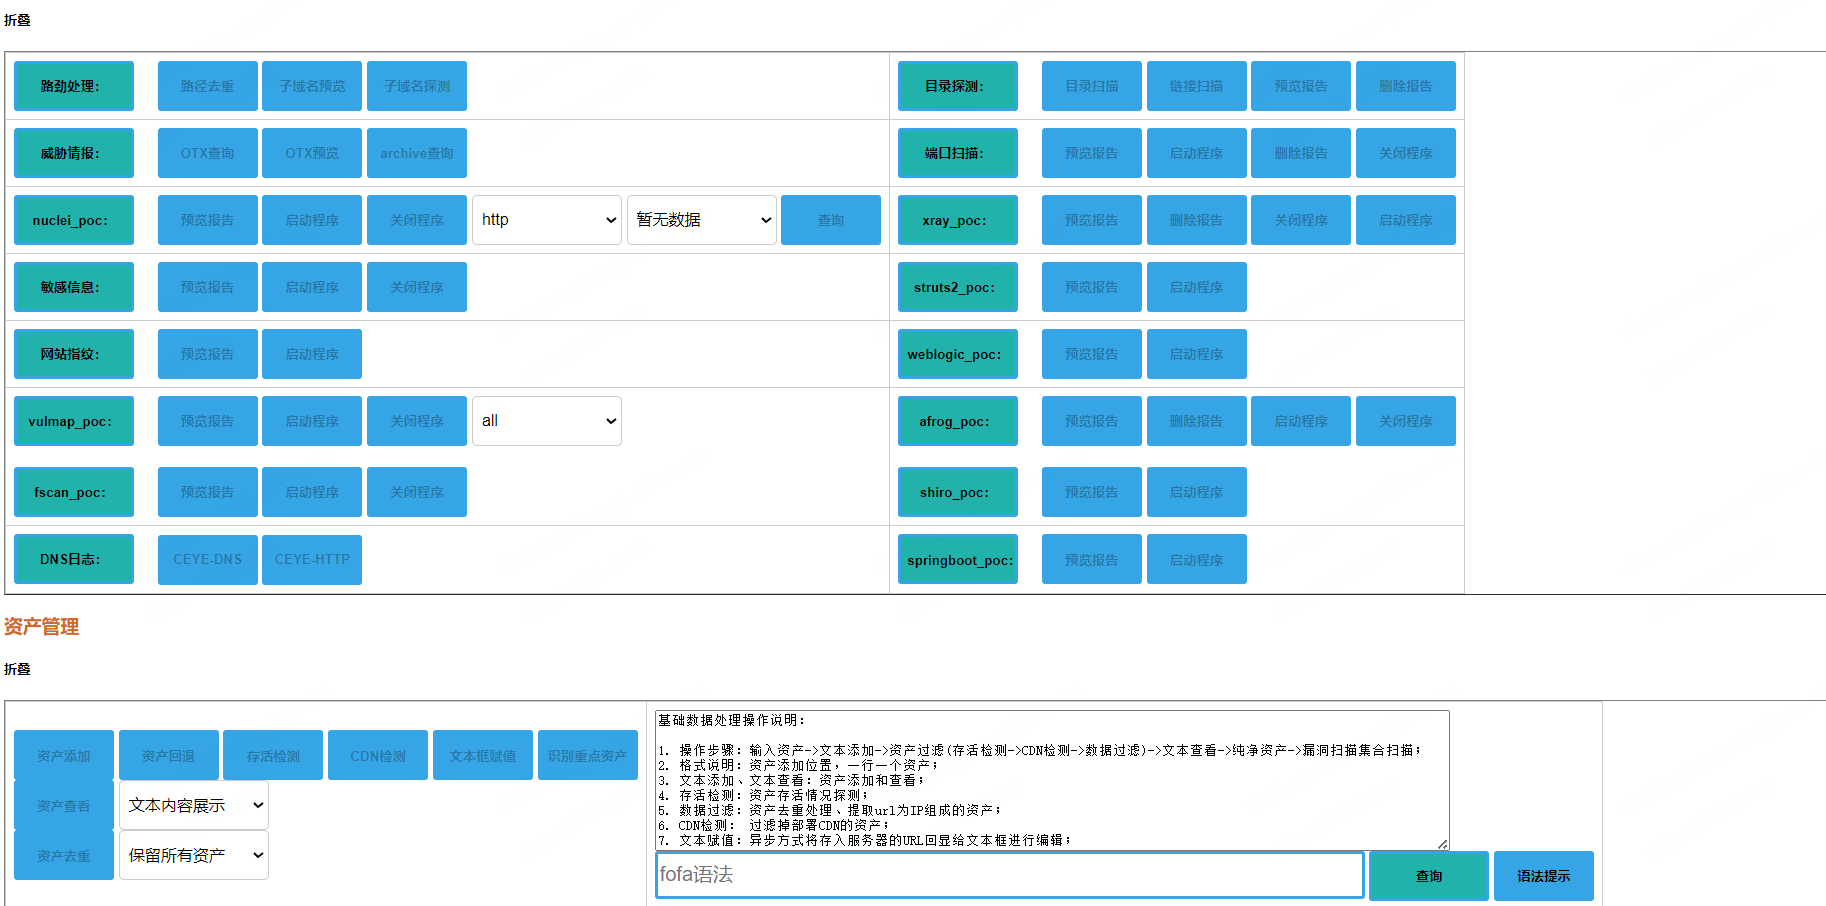 折叠
路劲处理: 路径去重 子域名预览 子域名探测 目录探测: 目录扫描 链接扫描 预览报告 删除报告
威胁情报: OTX查询 OTX预览 archive查询 端口扫描: 预览报告 启动程序 删除报告 关闭程序
nuclei_poc: 预览报告 启动程序 关闭程序 http 暂无数据 查询 xray_poc: 预览报告 删除报告 关闭程序 启动程序
敏感信息: 预览报告 启动程序 关闭程序 struts2_poc: 预览报告 启动程序
网站指纹: 预览报告 启动程序 weblogic_poc: 预览报告 启动程序
vulmap_poc: 预览报告 启动程序 关闭程序 all afrog_poc: 预览报告 删除报告 启动程序 关闭程序
fscan_poc: 预览报告 启动程序 关闭程序 shiro_poc: 预览报告 启动程序
DNS日志: CEYE-DNS CEYE-HTTP springboot_poc: 预览报告 启动程序
资产管理
折叠
资产添加 资产回退 存活检测 CDN检测 文本框赋值 识别重点资产
资产查看 文本内容展示
资产去重 保留所有资产
基础数据处理操作说明:
1. 操作步骤: 输入资产->文本添加->资产过滤(存活检测->CDN检测->数据过滤)->文本查看->纯净资产->漏洞扫描集合扫描;
2. 格式说明: 资产添加位置, 一行一个资产;
3. 文本添加、文本查看: 资产添加和查看;
4. 存活检测: 资产存活情况探测;
5. 数据过滤: 资产去重处理、提取url为IP组成的资产;
6. CDN检测: 过滤掉部署CDN的资产;
7. 文本赋值: 异步方式将存入服务器的URL回显给文本框进行编辑;
fofa语法 查询 语法提示